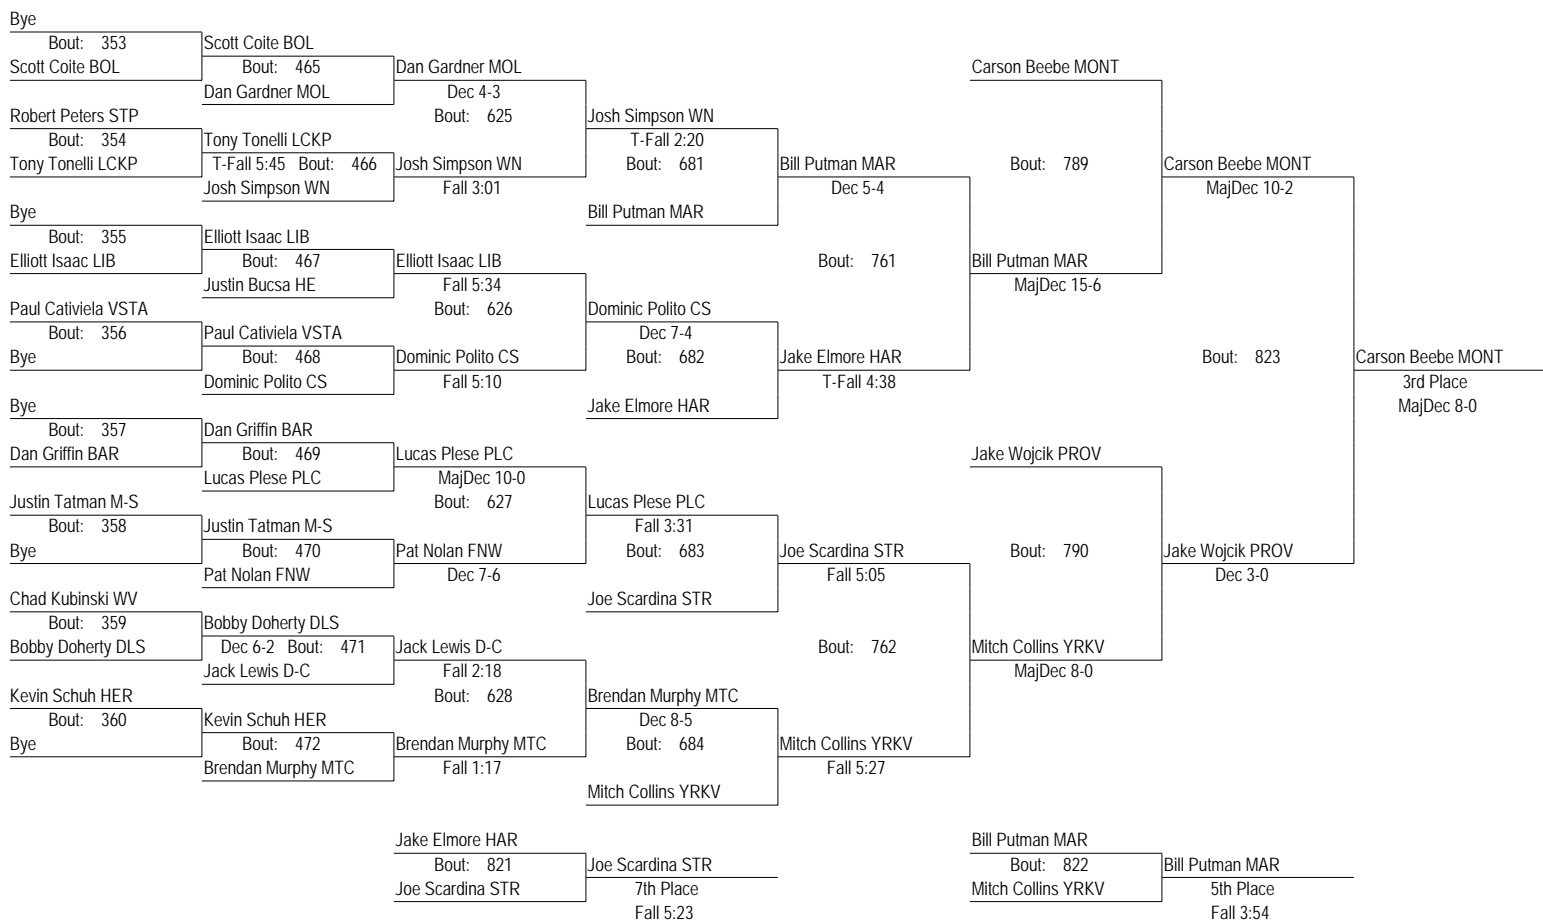 Bye
Bout: 353
Scott Coite BOL
Scott Coite BOL
Bout: 465
Dan Gardner MOL
Dan Gardner MOL
Dec 4-3
Bout: 625
Robert Peters STP
Bout: 354
Tony Tonelli LCKP
Tony Tonelli LCKP
T-Fall 5:45 Bout: 466
Josh Simpson WN
Josh Simpson WN
Fall 3:01
Josh Simpson WN
T-Fall 2:20
Bout: 681
Bill Putman MAR
Bill Putman MAR
Dec 5-4
Bye
Bout: 355
Elliott Isaac LIB
Elliott Isaac LIB
Bout: 467
Justin Bucsa HE
Elliott Isaac LIB
Fall 5:34
Bout: 626
Paul Cativiela VSTA
Bout: 356
Bye
Paul Cativiela VSTA
Bout: 468
Dominic Polito CS
Dominic Polito CS
Fall 5:10
Dominic Polito CS
Dec 7-4
Bout: 682
Jake Elmore HAR
Jake Elmore HAR
T-Fall 4:38
Bout: 761
Carson Beebe MONT
Bout: 789
Bill Putman MAR
MajDec 15-6
Carson Beebe MONT
MajDec 10-2
Bye
Bout: 357
Dan Griffin BAR
Dan Griffin BAR
Bout: 469
Lucas Plese PLC
Lucas Plese PLC
MajDec 10-0
Bout: 627
Justin Tatman M-S
Bout: 358
Bye
Justin Tatman M-S
Bout: 470
Pat Nolan FNW
Pat Nolan FNW
Dec 7-6
Lucas Plese PLC
Fall 3:31
Bout: 683
Joe Scardina STR
Joe Scardina STR
Fall 5:05
Chad Kubinski WV
Bout: 359
Bobby Doherty DLS
Bobby Doherty DLS
Dec 6-2 Bout: 471
Jack Lewis D-C
Jack Lewis D-C
Fall 2:18
Bout: 628
Kevin Schuh HER
Bout: 360
Bye
Kevin Schuh HER
Bout: 472
Brendan Murphy MTC
Brendan Murphy MTC
Fall 1:17
Brendan Murphy MTC
Dec 8-5
Bout: 684
Mitch Collins YRKV
Mitch Collins YRKV
Fall 5:27
Bout: 762
Jake Wojcik PROV
Bout: 790
Mitch Collins YRKV
MajDec 8-0
Jake Wojcik PROV
Dec 3-0
Bout: 823
Carson Beebe MONT
3rd Place
MajDec 8-0
Jake Elmore HAR
Bout: 821
Joe Scardina STR
Joe Scardina STR
7th Place
Fall 5:23
Bill Putman MAR
Bout: 822
Mitch Collins YRKV
Bill Putman MAR
5th Place
Fall 3:54